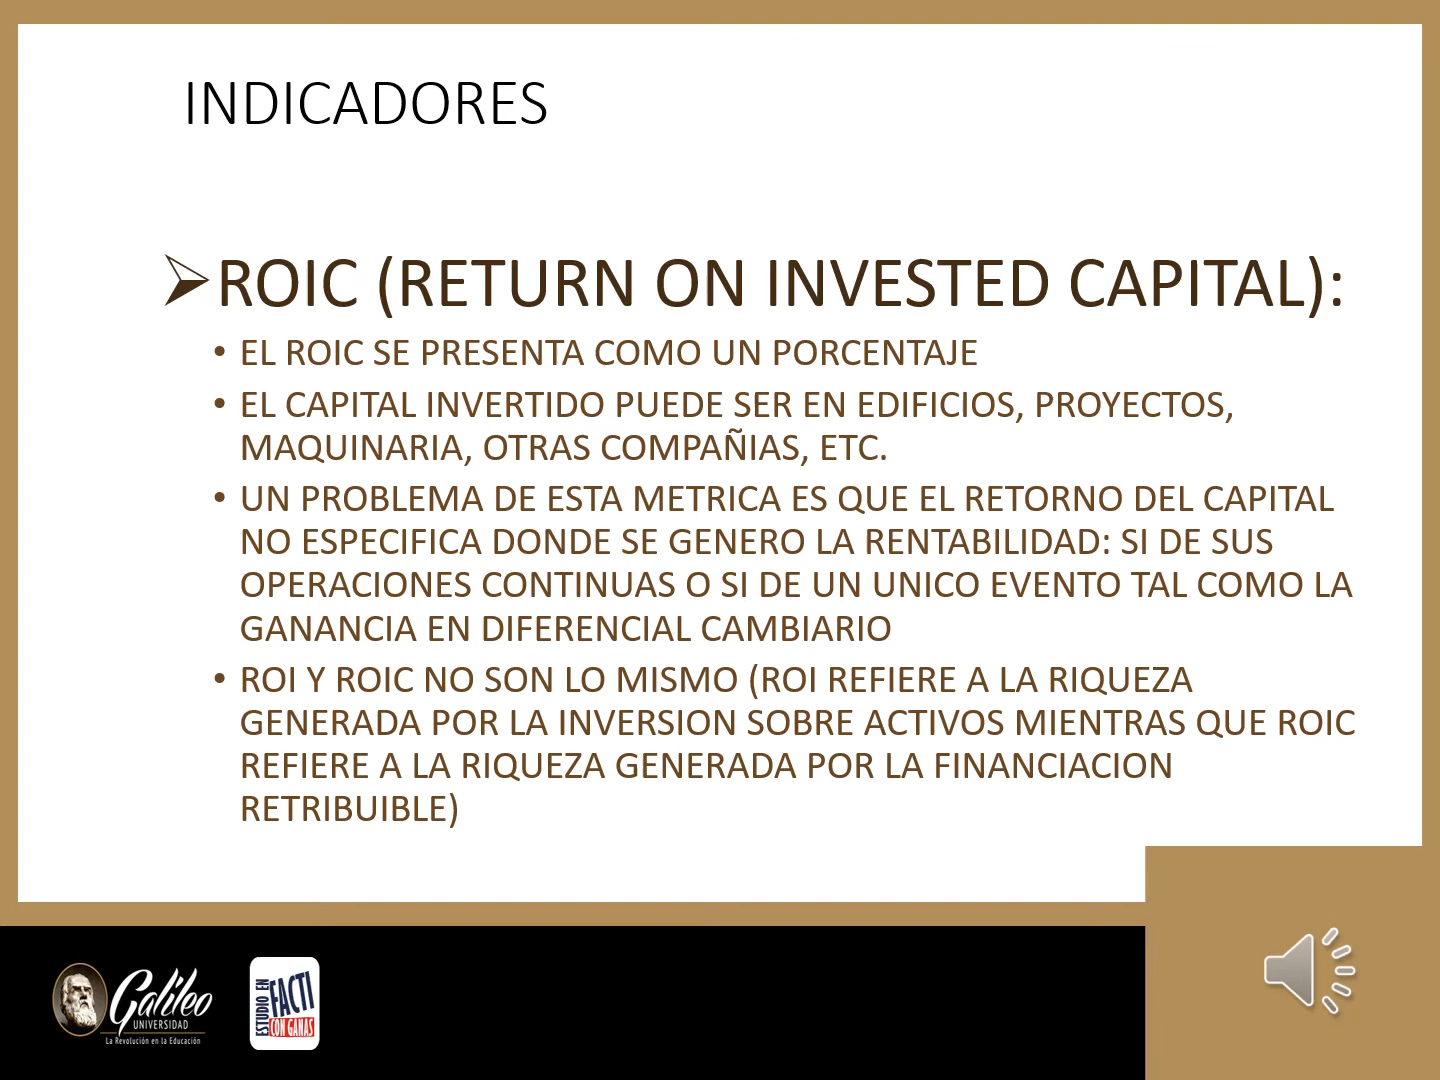 INDICADORES
➢ROIC (RETURN ON INVESTED CAPITAL):
• EL ROIC SE PRESENTA COMO UN PORCENTAJE
• EL CAPITAL INVERTIDO PUEDE SER EN EDIFICIOS, PROYECTOS,
MAQUINARIA, OTRAS COMPAÑIAS, ETC.
• UN PROBLEMA DE ESTA METRICA ES QUE EL RETORNO DEL CAPITAL
NO ESPECIFICA DONDE SE GENERO LA RENTABILIDAD: SI DE SUS
OPERACIONES CONTINUAS O SI DE UN UNICO EVENTO TAL COMO LA
GANANCIA EN DIFERENCIAL CAMBIARIO
• ROI Y ROIC NO SON LO MISMO (ROI REFIERE A LA RIQUEZA
GENERADA POR LA INVERSION SOBRE ACTIVOS MIENTRAS QUE ROIC
REFIERE A LA RIQUEZA GENERADA POR LA FINANCIACION
RETRIBUIBLE)
Galileo
UNIVERSIDAD
La Revolución en la Educación
ESTUDIO EN
FACTI
CON GANAS